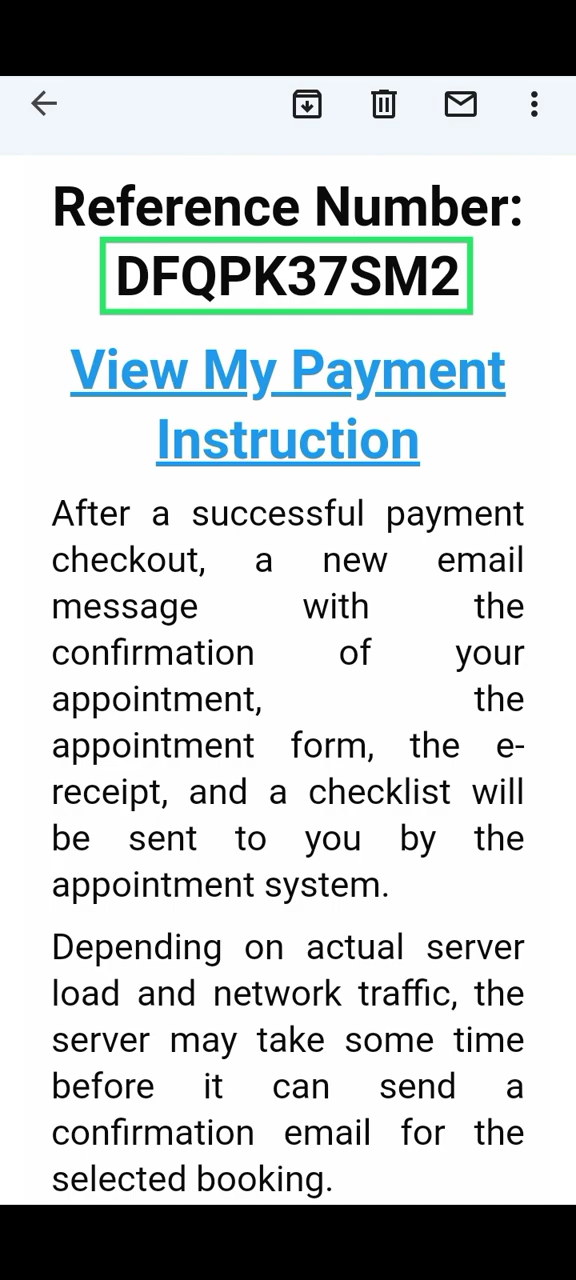 Reference Number:
DFQPK37SM2
View My Payment
Instruction
After a successful payment
checkout, a new email
message with the
confirmation of your
appointment, the
appointment form, the e-
receipt, and a checklist will
be sent to you by the
appointment system.
Depending on actual server
load and network traffic, the
server may take some time
before it can send a
confirmation email for the
selected booking.